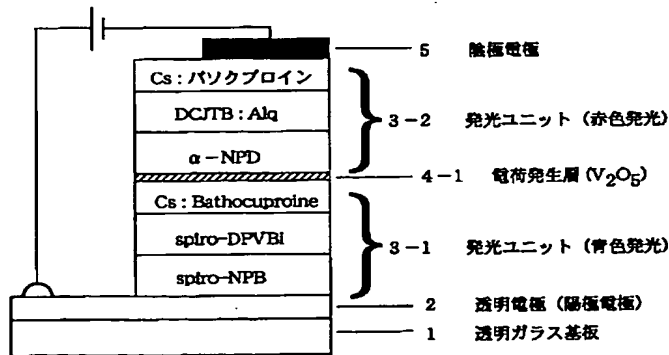 5 陰極電極
Cs:バソクプロイン
DCJTB:Alq
3-2 発光ユニット(赤色発光)
α-NPD
4-1 電荷発生層(V₂O₅)
Cs:Bathocuproine
spiro-DPVBi
3-1 発光ユニット(青色発光)
spiro-NPB
2 透明電極(陽極電極)
1 透明ガラス基板